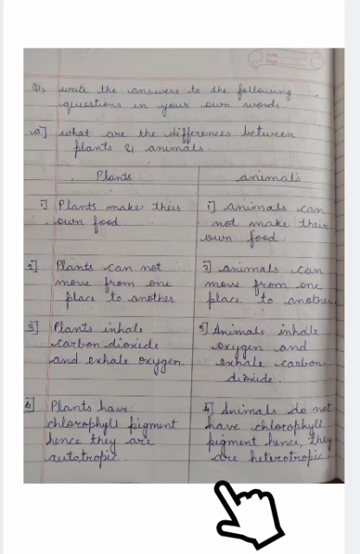 Q1, write the answers to the following
questions in your own words.
a] what are the differences between
plants & animals
Plants
animals
1] Plants make their
own food
1] animals can
not make their
own food
2] Plants can not
move from one
place to another
2] animals can
move from one
place to another
3] Plants inhale
carbon dioxide
and exhale oxygen.
3] Animals inhale
oxygen and
exhale carbon
dioxide.
4] Plants have
chlorophyll pigment
hence they are
autotropic.
4] Animals do not
have chlorophyll
pigment hence, they
are heterotropic.